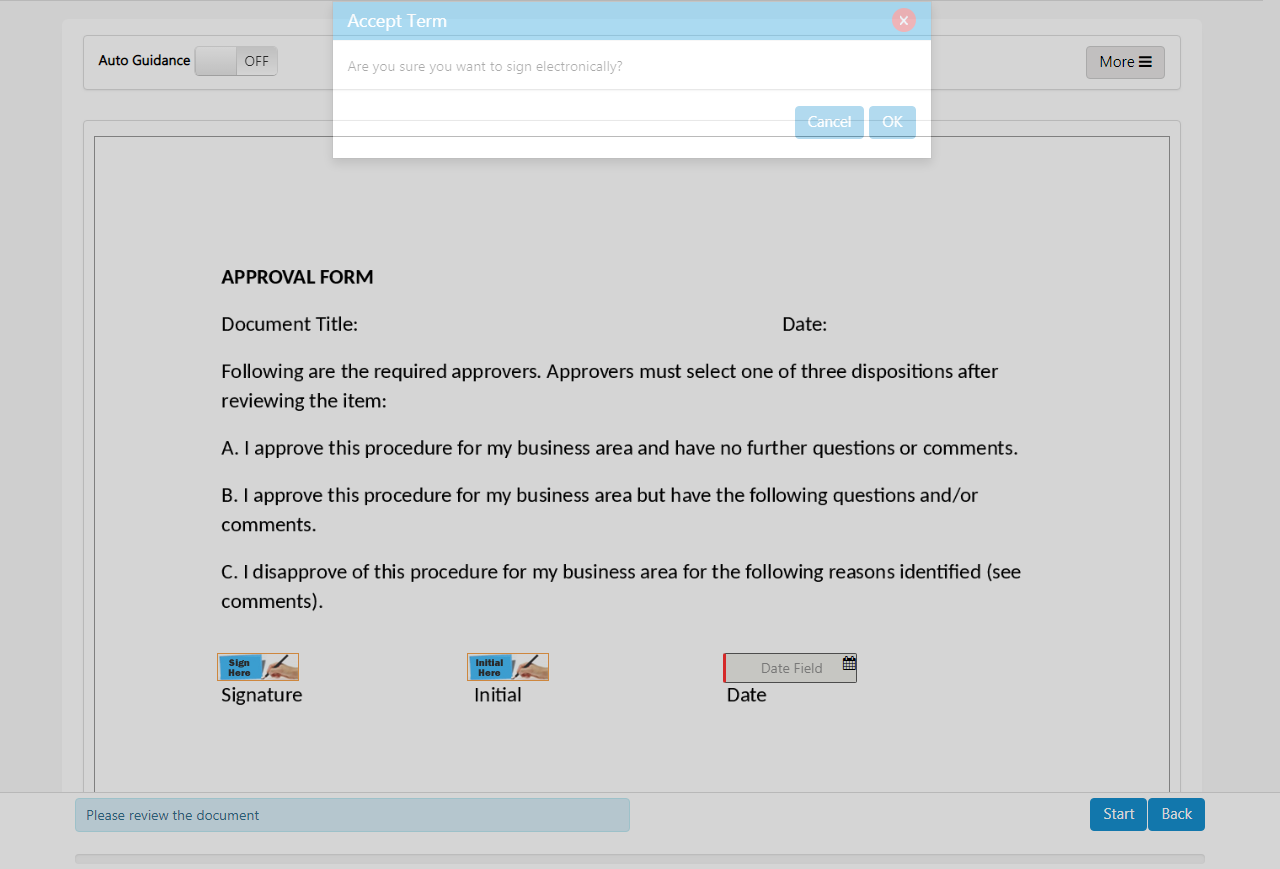 Accept Term
x
Are you sure you want to sign electronically?
Cancel OK
Auto Guidance OFF More
APPROVAL FORM
Document Title: Date:
Following are the required approvers. Approvers must select one of three dispositions after
reviewing the item:
A. I approve this procedure for my business area and have no further questions or comments.
B. I approve this procedure for my business area but have the following questions and/or
comments.
C. I disapprove of this procedure for my business area for the following reasons identified (see
comments).
Sign
Here
Initial
Here
Date Field
Signature Initial Date
Please review the document
Start Back